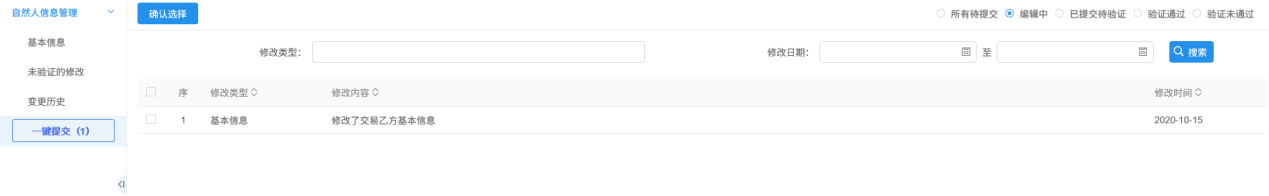 自然人信息管理
基本信息
未验证的修改
变更历史
一键提交（1）
确认选择
所有待提交 编辑中 已提交待验证 验证通过 验证未通过
修改类型： 修改日期： 至 搜索
序 修改类型 修改内容 修改时间
1 基本信息 修改了交易乙方基本信息 2020-10-15